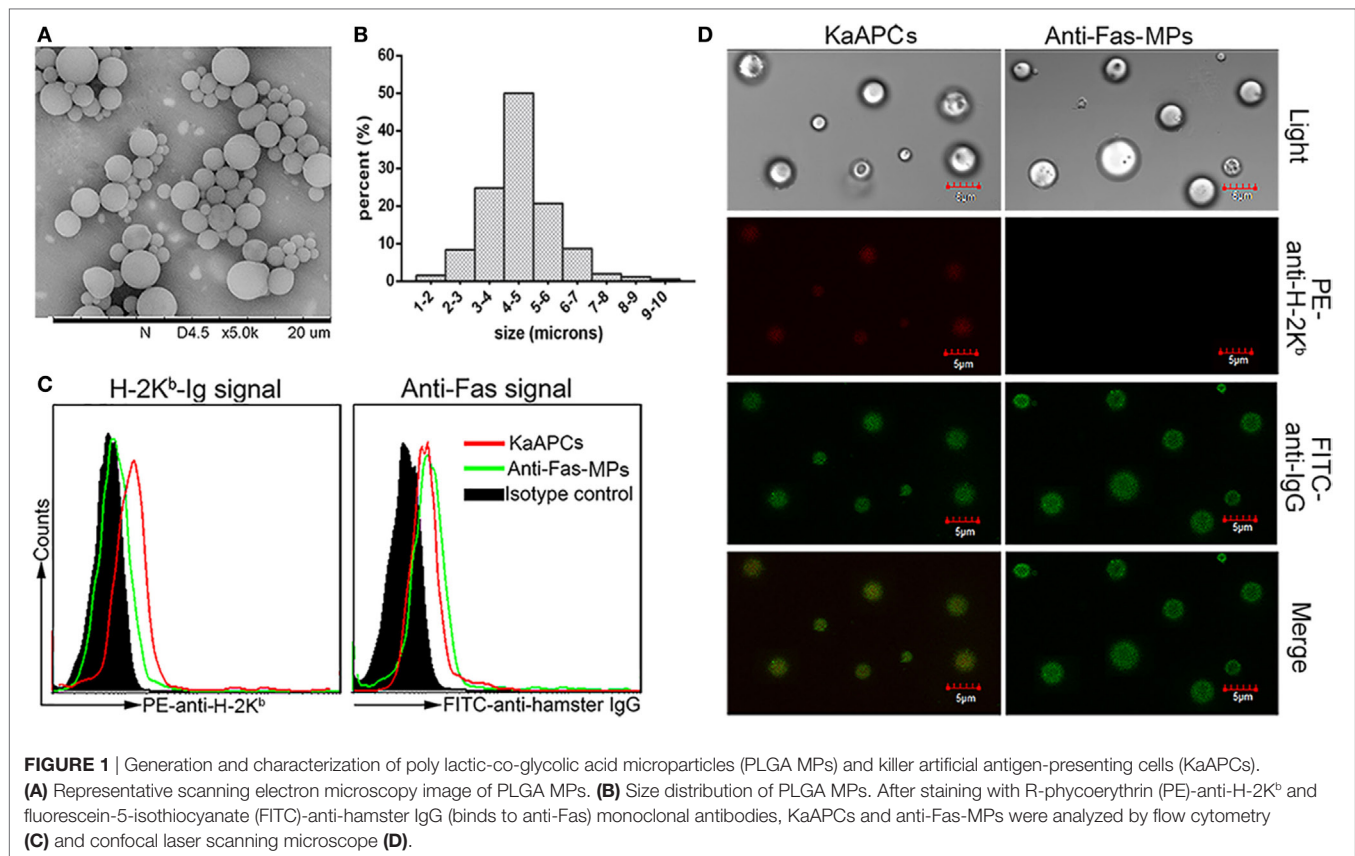 A
N D4.5 x5.0k 20 um
B
percent (%)
60
50
40
30
20
10
0
1-2
2-3
3-4
4-5
5-6
6-7
7-8
8-9
9-10
size (microns)
C
H-2Kᵇ-Ig signal
Anti-Fas signal
KaAPCs
Anti-Fas-MPs
Isotype control
Counts
PE-anti-H-2Kᵇ
FITC-anti-hamster IgG
D
KaAPCs
Anti-Fas-MPs
Light
PE-
anti-H-2Kᵇ
FITC-
anti-IgG
Merge
5μm
5μm
5μm
5μm
5μm
5μm
FIGURE 1 | Generation and characterization of poly lactic-co-glycolic acid microparticles (PLGA MPs) and killer artificial antigen-presenting cells (KaAPCs).
(A) Representative scanning electron microscopy image of PLGA MPs. (B) Size distribution of PLGA MPs. After staining with R-phycoerythrin (PE)-anti-H-2Kᵇ and
fluorescein-5-isothiocyanate (FITC)-anti-hamster IgG (binds to anti-Fas) monoclonal antibodies, KaAPCs and anti-Fas-MPs were analyzed by flow cytometry
(C) and confocal laser scanning microscope (D).